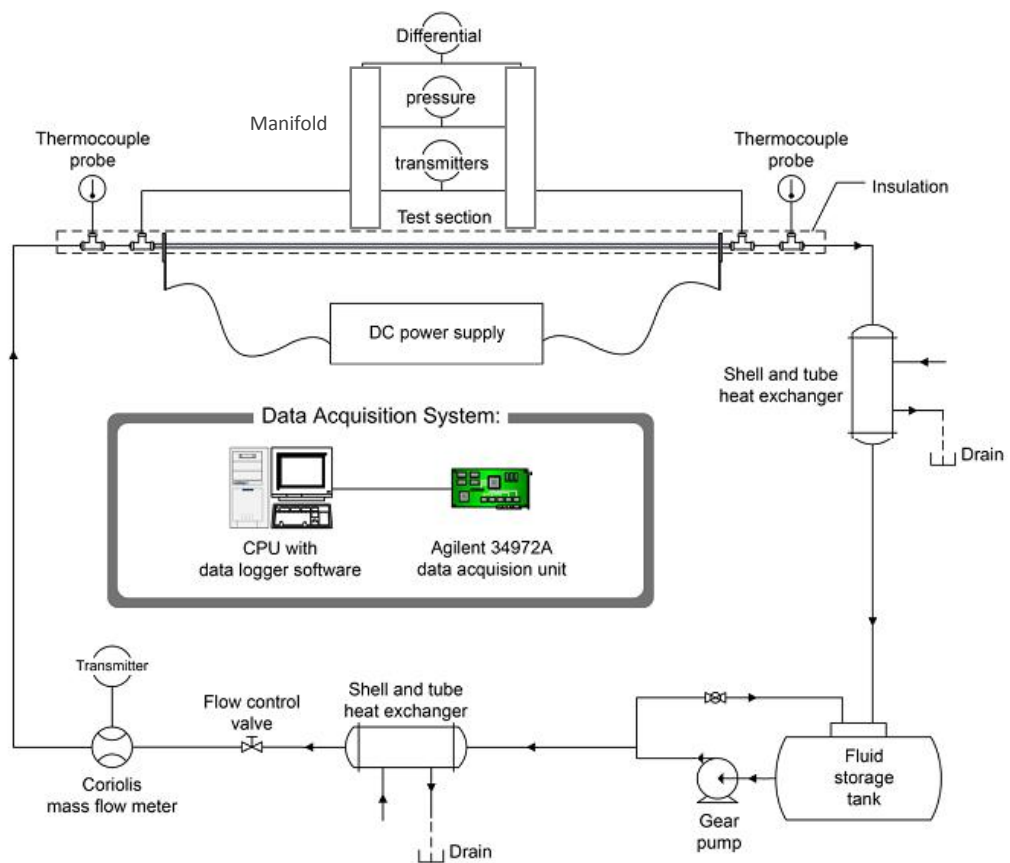 Differential
pressure
Manifold
Thermocouple
probe
transmitters
Thermocouple
probe
Insulation
Test section
DC power supply
Shell and tube
heat exchanger
Drain
Data Acquisition System:
CPU with
data logger software
Agilent 34972A
data acquision unit
Transmitter
Flow control
valve
Shell and tube
heat exchanger
Coriolis
mass flow meter
Fluid
storage
tank
Gear
pump
Drain